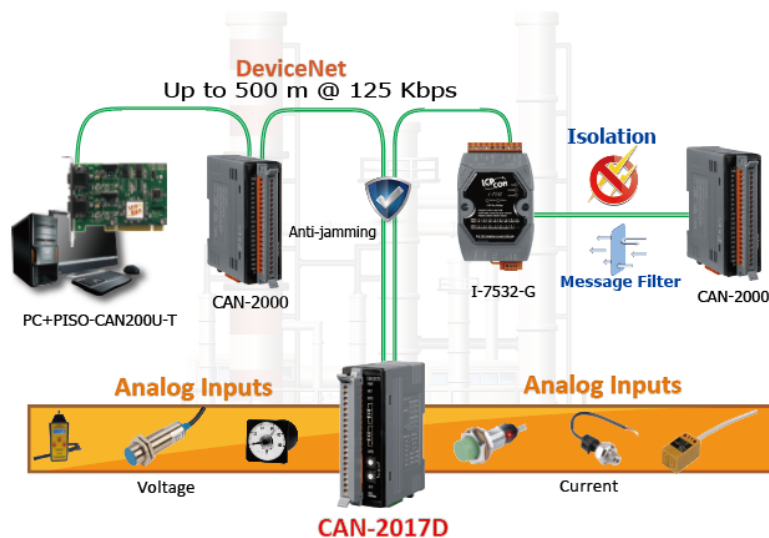 DeviceNet
Up to 500 m @ 125 Kbps
Isolation
Anti-jamming
Message Filter
PC+PISO-CAN200U-T
CAN-2000
I-7532-G
CAN-2000
Analog Inputs
Analog Inputs
Voltage
Current
CAN-2017D